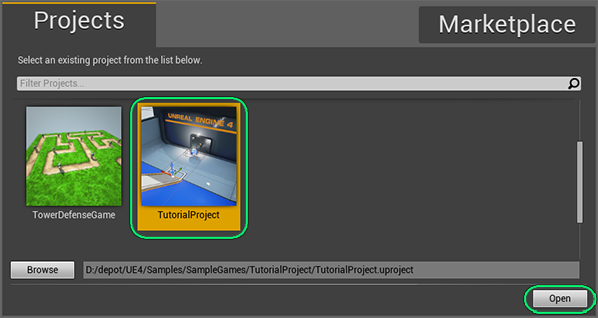 Projects
Marketplace
Select an existing project from the list below.
Filter Projects...
UNREAL ENGINE 4
TowerDefenseGame
TutorialProject
Browse
D:/depot/UE4/Samples/SampleGames/TutorialProject/TutorialProject.uproject
Open